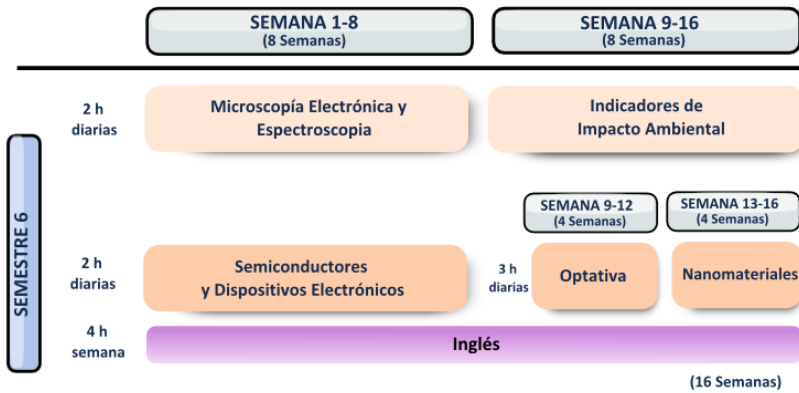 SEMANA 1-8
(8 Semanas)
SEMANA 9-16
(8 Semanas)
SEMESTRE 6
2 h
diarias
Microscopía Electrónica y
Espectroscopia
Indicadores de
Impacto Ambiental
SEMANA 9-12
(4 Semanas)
SEMANA 13-16
(4 Semanas)
2 h
diarias
Semiconductores
y Dispositivos Electrónicos
3 h
diarias
Optativa
Nanomateriales
4 h
semana
Inglés
(16 Semanas)